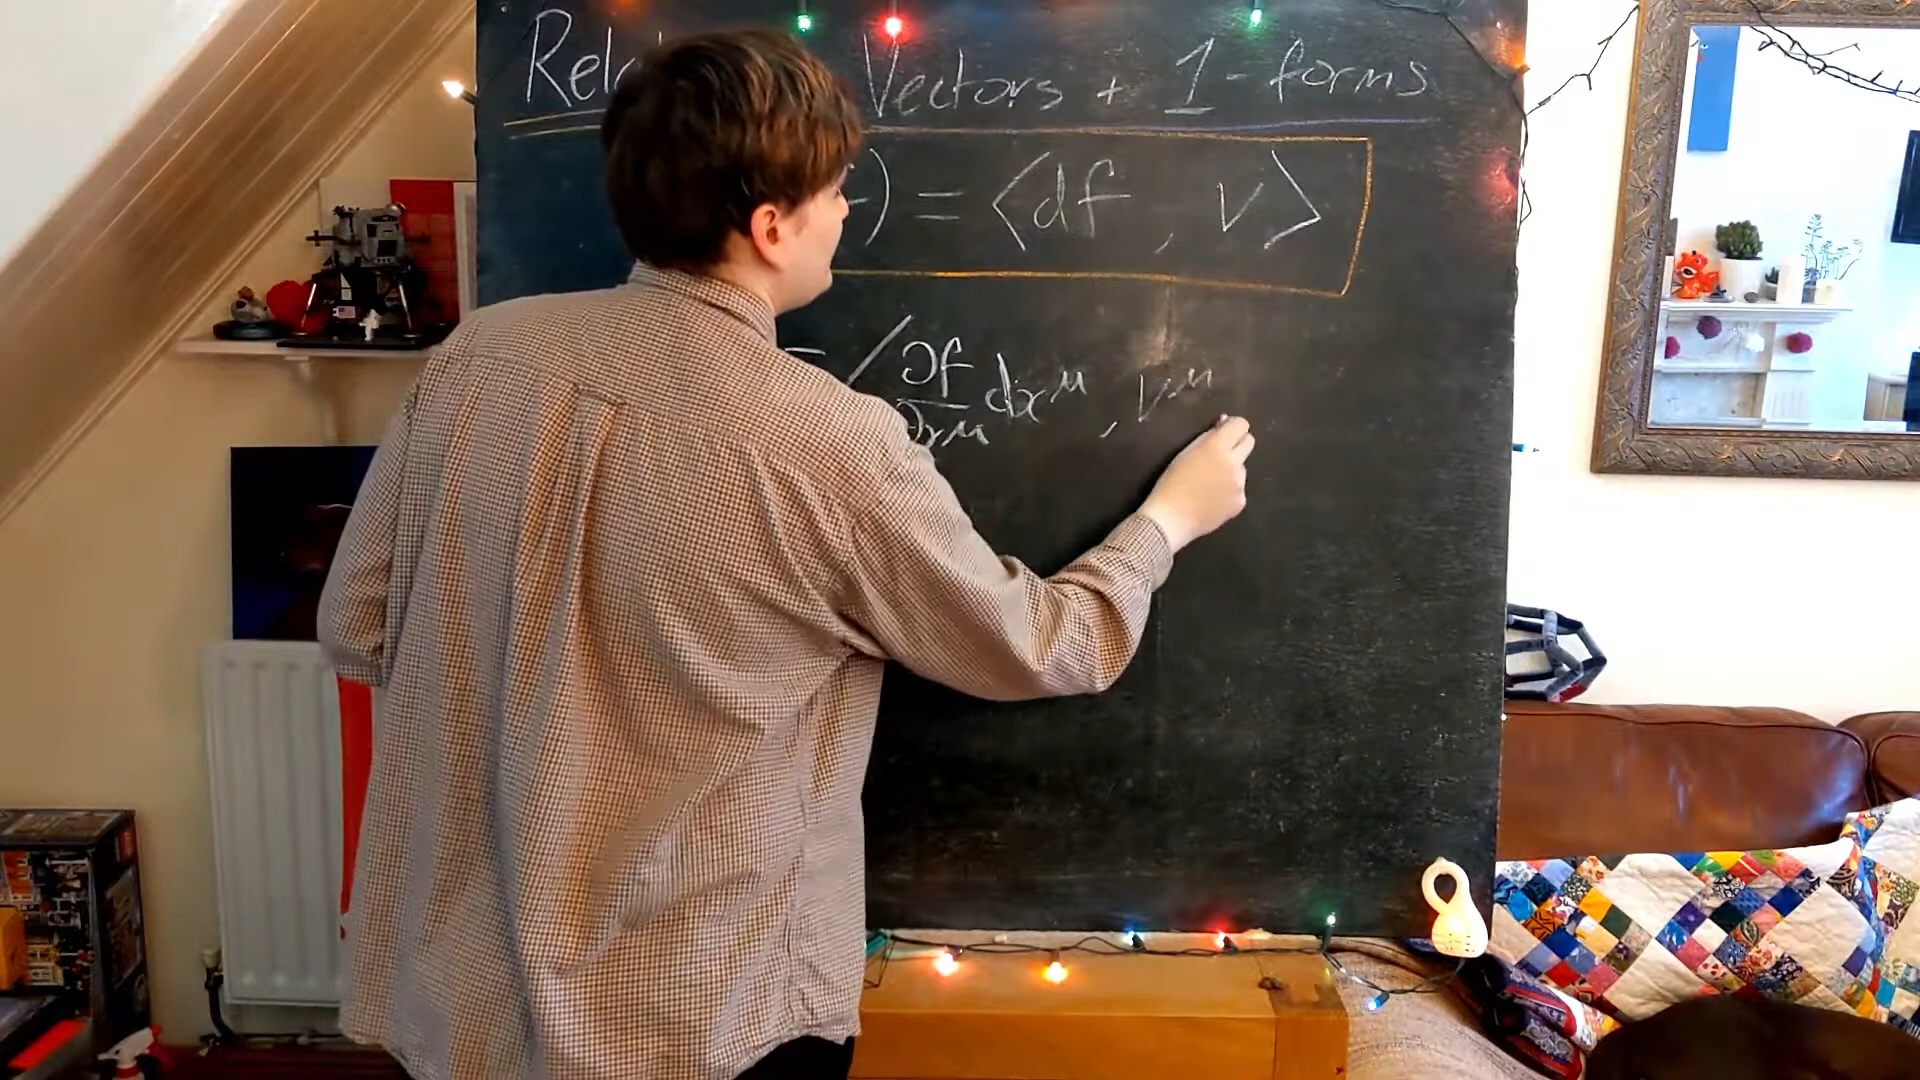 Rel Vectors + 1-forms
) = ⟨df , v⟩
= ⟨ ∂f/∂x^μ dx^μ , v^μ